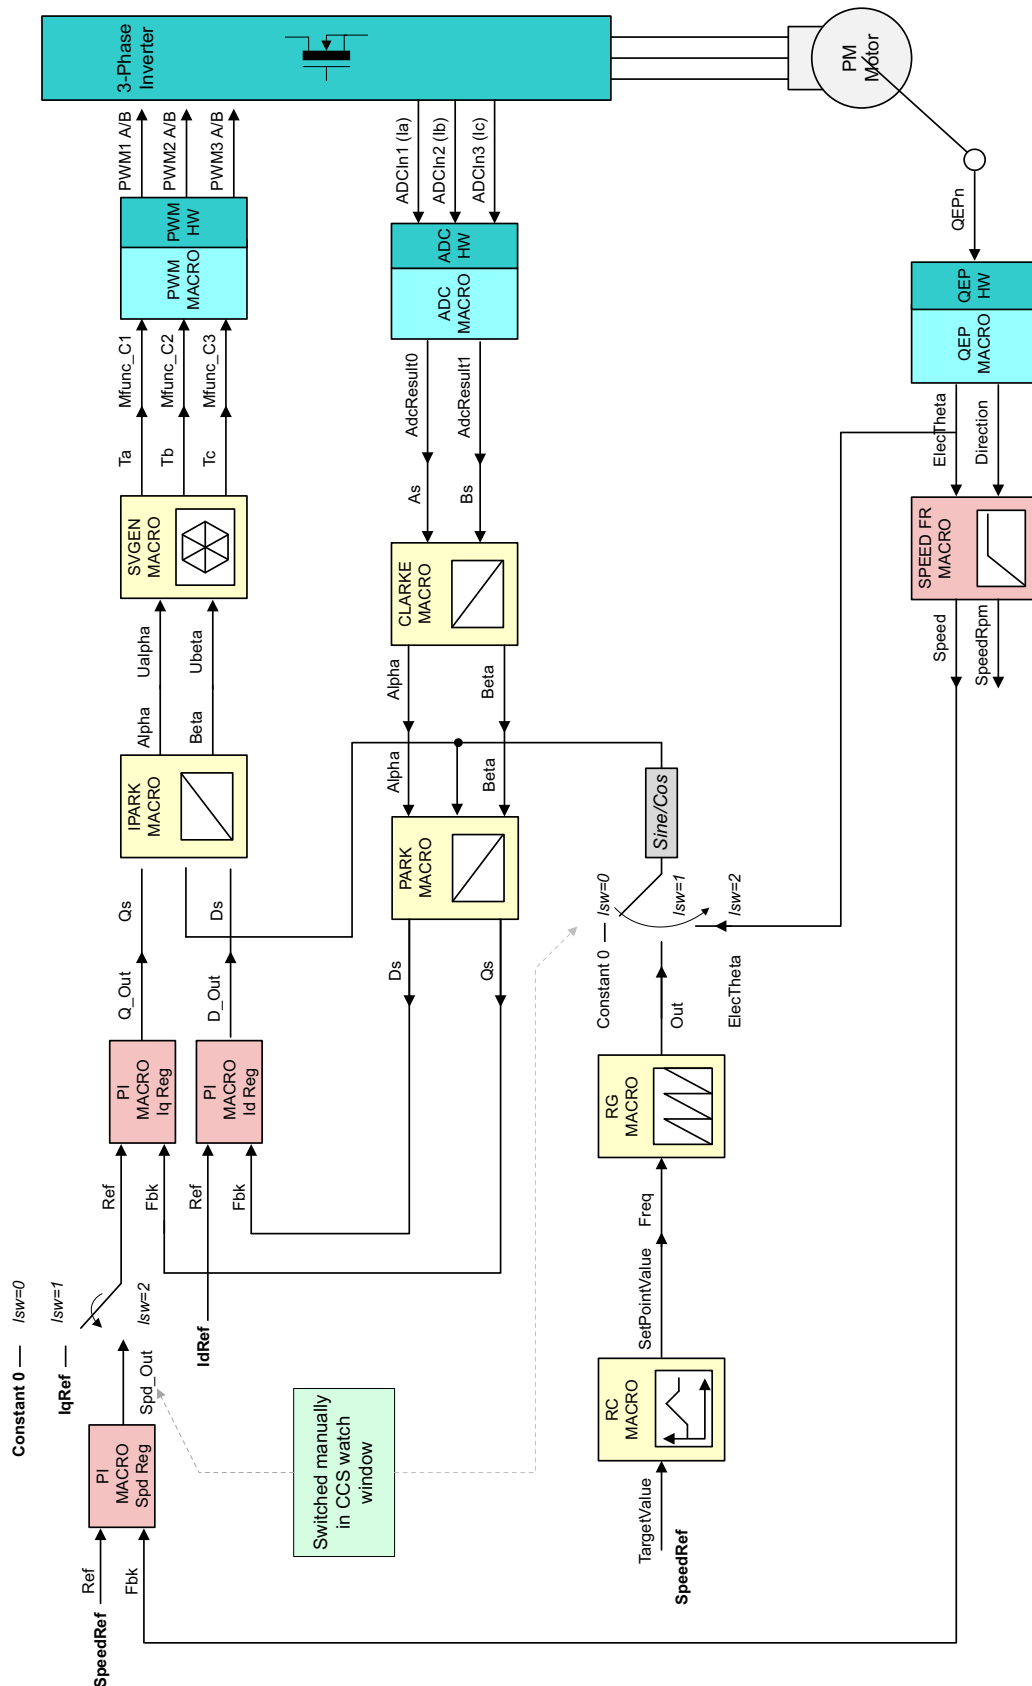 Constant 0
lsw=0
IqRef
lsw=1
lsw=2
SpeedRef
Ref
Fbk
PI
MACRO
Spd Reg
Spd_Out
Ref
Fbk
PI
MACRO
Iq Reg
Q_Out
Qs
IdRef
Ref
Fbk
PI
MACRO
Id Reg
D_Out
Ds
IPARK
MACRO
Alpha
Beta
Ualpha
Ubeta
SVGEN
MACRO
Ta
Tb
Tc
Mfunc_C1
Mfunc_C2
Mfunc_C3
PWM
MACRO
PWM
HW
PWM1 A/B
PWM2 A/B
PWM3 A/B
3-Phase
Inverter
Switched manually
in CCS watch
window
Ds
Qs
PARK
MACRO
Alpha
Beta
Alpha
Beta
CLARKE
MACRO
As
Bs
AdcResult0
AdcResult1
ADC
MACRO
ADC
HW
ADCIn1 (Ia)
ADCIn2 (Ib)
ADCIn3 (Ic)
TargetValue
SpeedRef
RC
MACRO
SetPointValue
Freq
RG
MACRO
Out
Constant 0
lsw=0
lsw=1
lsw=2
ElecTheta
Sine/Cos
Speed
SpeedRpm
SPEED FR
MACRO
ElecTheta
Direction
QEP
MACRO
QEP
HW
QEPn
PM
Motor